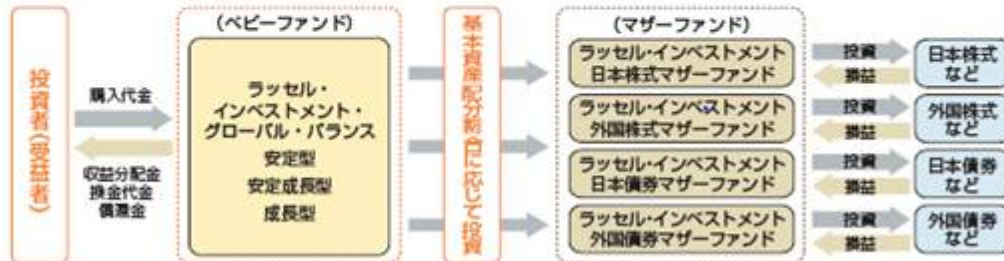 投資者(受益者)
購入代金
収益分配金
換金代金
償還金
(ベビーファンド)
ラッセル・
インベストメント・
グローバル・バランス
安定型
安定成長型
成長型
基本資産配分割合に応じて投資
(マザーファンド)
ラッセル・インベストメント
日本株式マザーファンド
投資
損益
日本株式
など
ラッセル・インベストメント
外国株式マザーファンド
投資
損益
外国株式
など
ラッセル・インベストメント
日本債券マザーファンド
投資
損益
日本債券
など
ラッセル・インベストメント
外国債券マザーファンド
投資
損益
外国債券
など